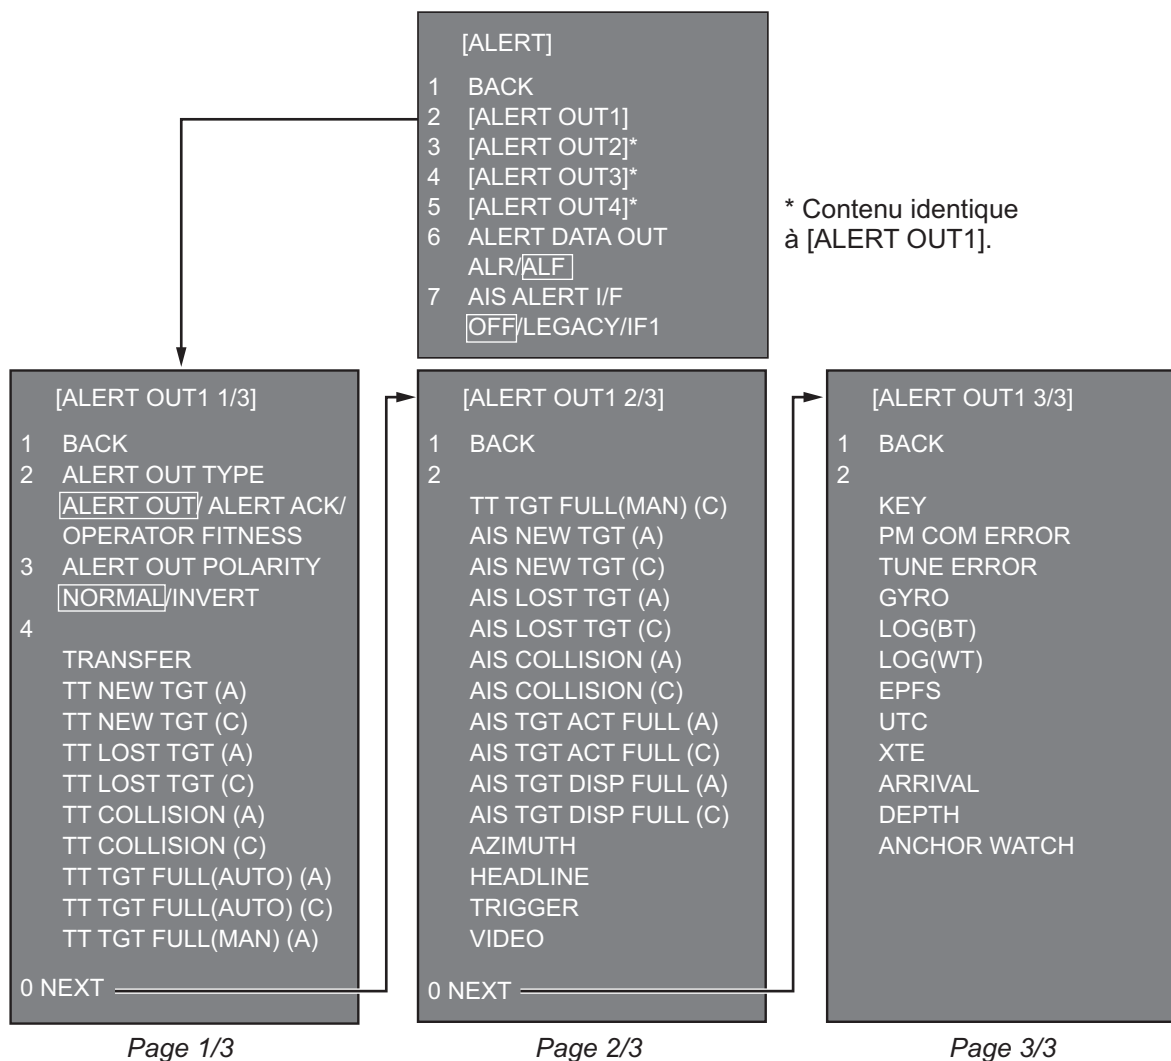 [ALERT]
1 BACK
2 [ALERT OUT1]
3 [ALERT OUT2]*
4 [ALERT OUT3]*
5 [ALERT OUT4]*
6 ALERT DATA OUT
ALR/ALF
7 AIS ALERT I/F
OFF/LEGACY/IF1
* Contenu identique
à [ALERT OUT1].
[ALERT OUT1 1/3]
1 BACK
2 ALERT OUT TYPE
ALERT OUT/ ALERT ACK/
OPERATOR FITNESS
3 ALERT OUT POLARITY
NORMAL/INVERT
4
TRANSFER
TT NEW TGT (A)
TT NEW TGT (C)
TT LOST TGT (A)
TT LOST TGT (C)
TT COLLISION (A)
TT COLLISION (C)
TT TGT FULL(AUTO) (A)
TT TGT FULL(AUTO) (C)
TT TGT FULL(MAN) (A)
0 NEXT
Page 1/3
[ALERT OUT1 2/3]
1 BACK
2
TT TGT FULL(MAN) (C)
AIS NEW TGT (A)
AIS NEW TGT (C)
AIS LOST TGT (A)
AIS LOST TGT (C)
AIS COLLISION (A)
AIS COLLISION (C)
AIS TGT ACT FULL (A)
AIS TGT ACT FULL (C)
AIS TGT DISP FULL (A)
AIS TGT DISP FULL (C)
AZIMUTH
HEADLINE
TRIGGER
VIDEO
0 NEXT
Page 2/3
[ALERT OUT1 3/3]
1 BACK
2
KEY
PM COM ERROR
TUNE ERROR
GYRO
LOG(BT)
LOG(WT)
EPFS
UTC
XTE
ARRIVAL
DEPTH
ANCHOR WATCH
Page 3/3